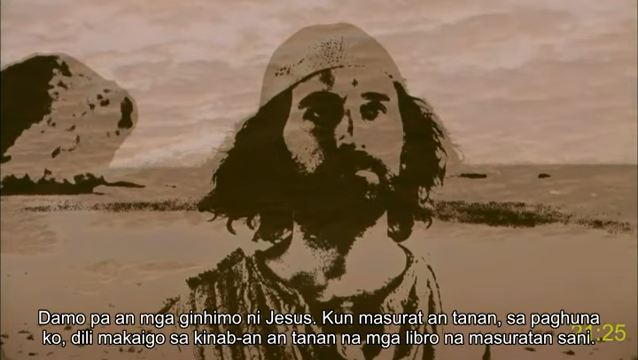 Damo pa an mga ginhimo ni Jesus. Kun masurat an tanan, sa paghuna
ko, dili makaigo sa kinab-an an tanan na mga libro na masuratan sani.
21:25